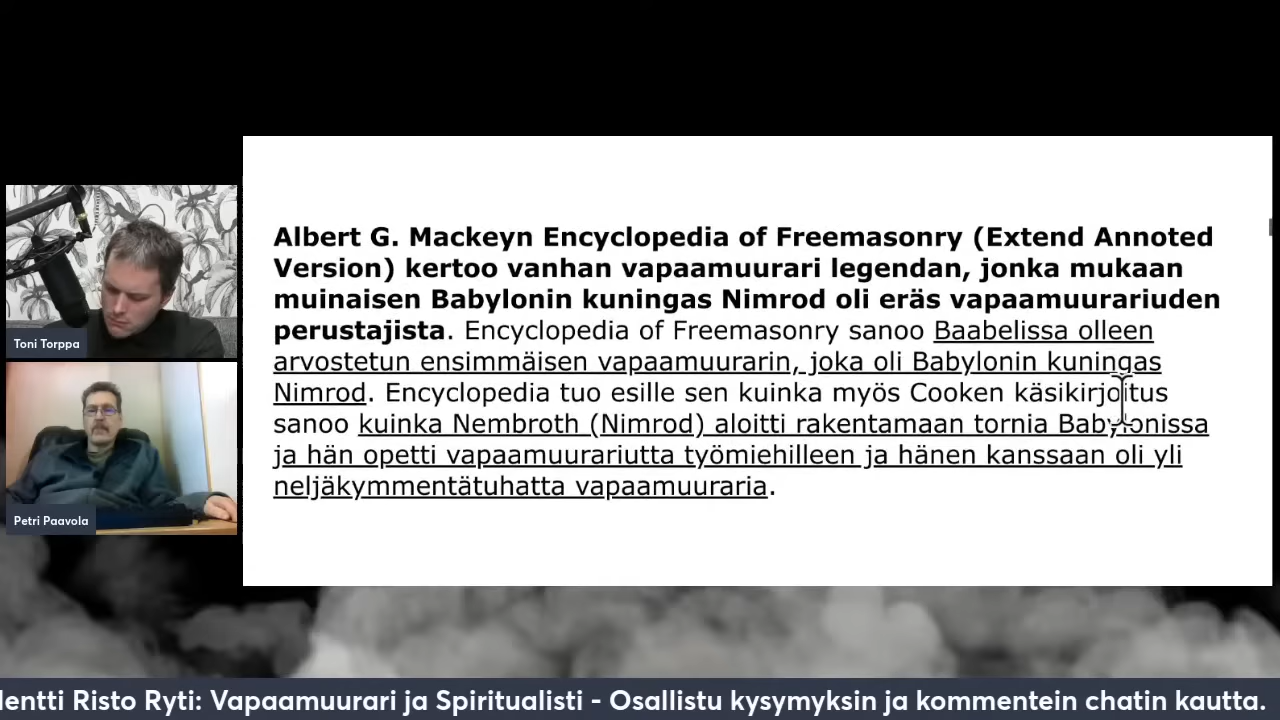 Albert G. Mackeyn Encyclopedia of Freemasonry (Extend Annoted
Version) kertoo vanhan vapaamuurari legendan, jonka mukaan
muinaisen Babylonin kuningas Nimrod oli eräs vapaamuurariuden
perustajista. Encyclopedia of Freemasonry sanoo Baabelissa olleen
arvostetun ensimmäisen vapaamuurarin, joka oli Babylonin kuningas
Nimrod. Encyclopedia tuo esille sen kuinka myös Cooken käsikirjoitus
sanoo kuinka Nembroth (Nimrod) aloitti rakentamaan tornia Babylonissa
ja hän opetti vapaamuurariutta työmiehilleen ja hänen kanssaan oli yli
neljäkymmentätuhatta vapaamuuraria.
Toni Torppa
Petri Paavola
Risto Ryti: Vapaamuurari ja Spiritualisti - Osallistu kysymyksin ja kommentein chatin kautta.